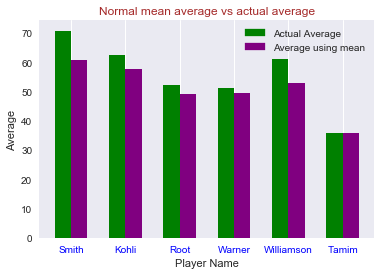 Normal mean average vs actual average
Actual Average
Average using mean
70
60
50
40
30
20
10
0
Average
Smith Kohli Root Warner Williamson Tamim
Player Name